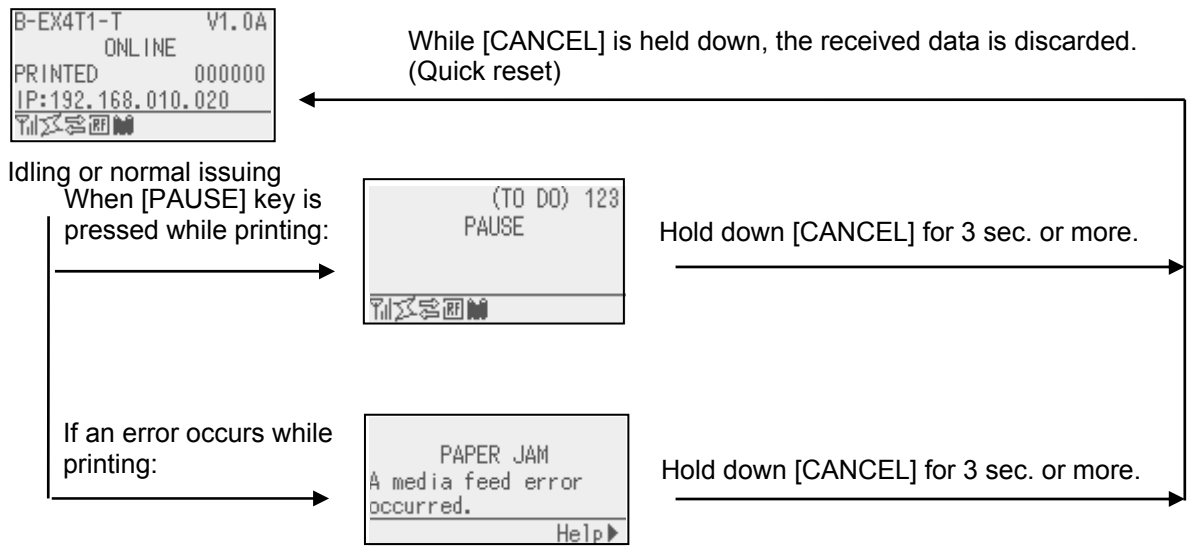 B-EX4T1-T V1.0A
ONLINE
PRINTED 000000
IP:192.168.010.020
RF
While [CANCEL] is held down, the received data is discarded.
(Quick reset)
Idling or normal issuing
When [PAUSE] key is
pressed while printing:
(TO DO) 123
PAUSE
RF
Hold down [CANCEL] for 3 sec. or more.
If an error occurs while
printing:
PAPER JAM
A media feed error
occurred.
Help
Hold down [CANCEL] for 3 sec. or more.